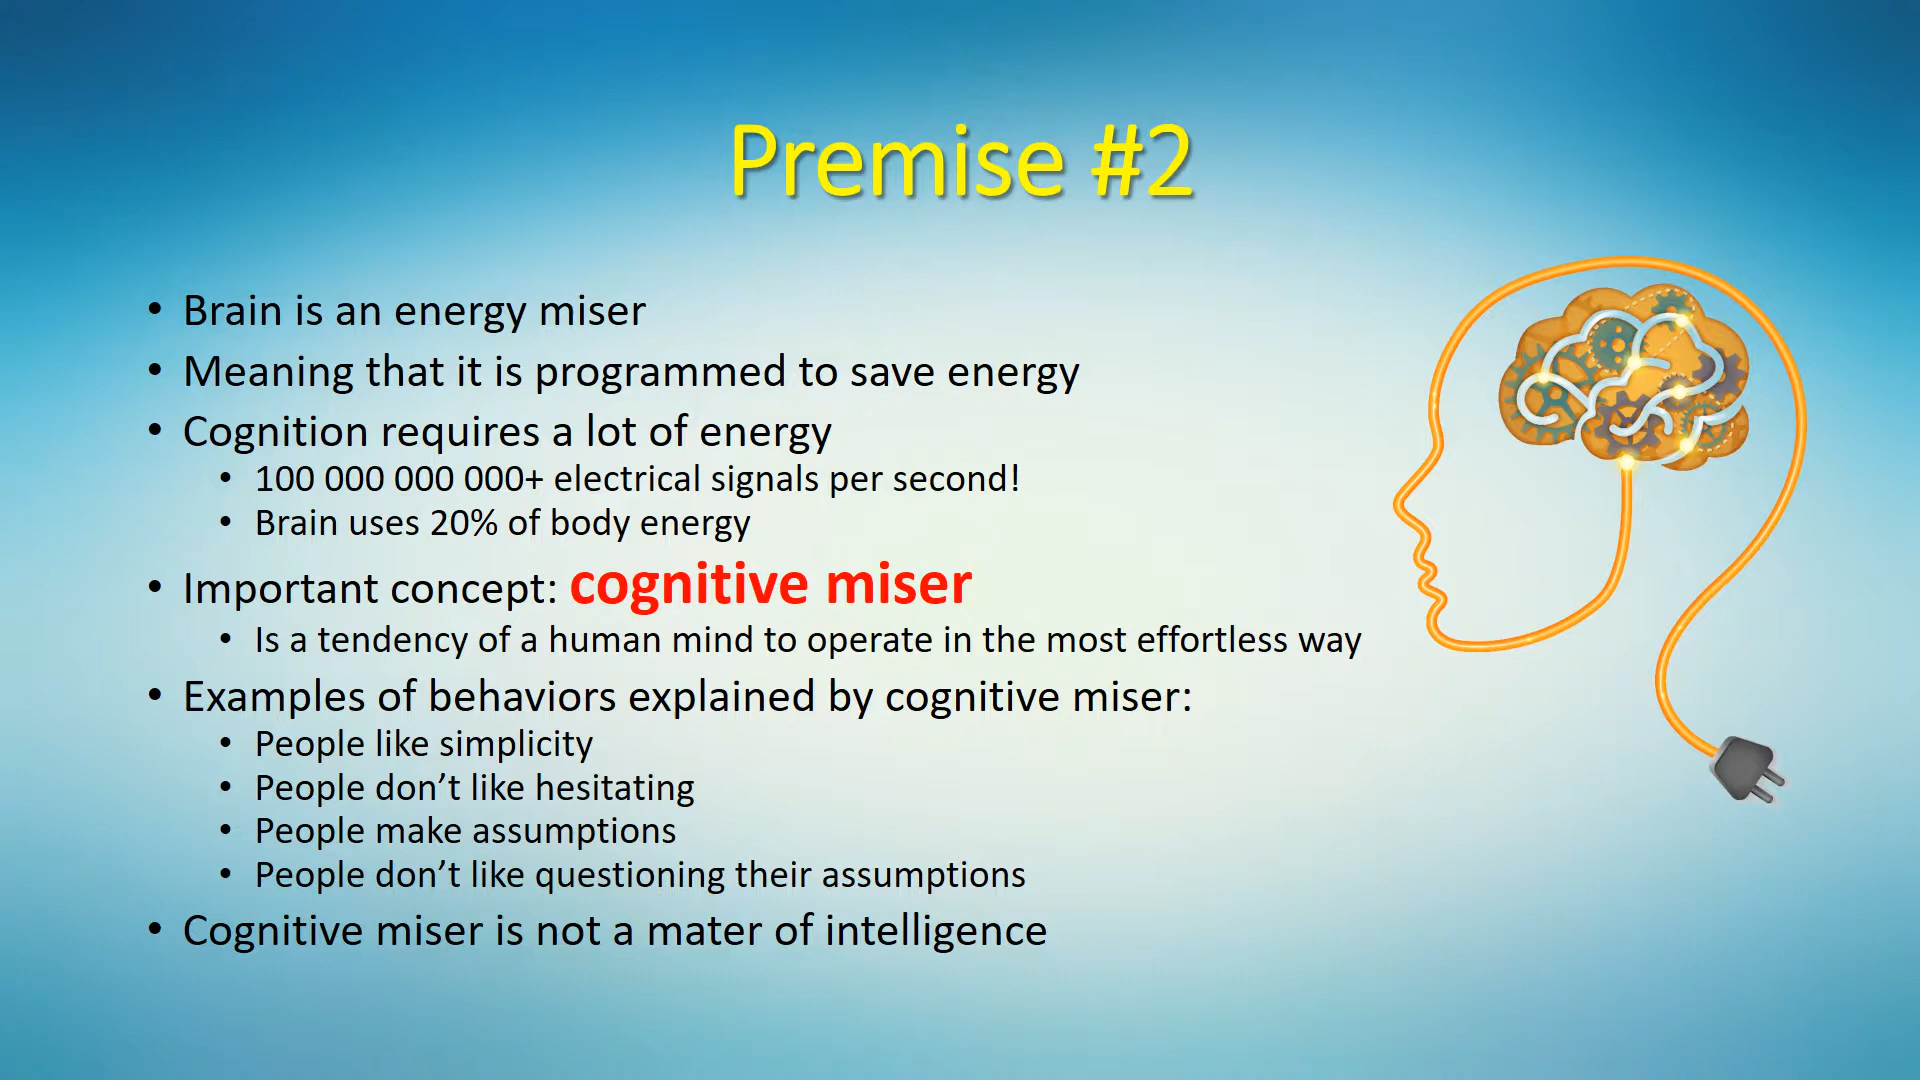 Premise #2
• Brain is an energy miser
• Meaning that it is programmed to save energy
• Cognition requires a lot of energy
• 100 000 000 000+ electrical signals per second!
• Brain uses 20% of body energy
• Important concept: cognitive miser
• Is a tendency of a human mind to operate in the most effortless way
• Examples of behaviors explained by cognitive miser:
• People like simplicity
• People don’t like hesitating
• People make assumptions
• People don’t like questioning their assumptions
• Cognitive miser is not a mater of intelligence